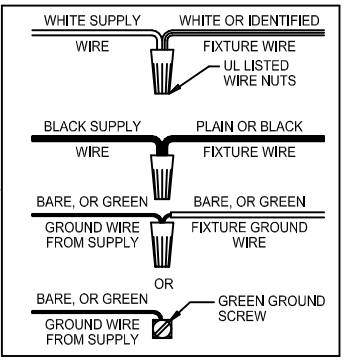 WHITE SUPPLY WIRE
WHITE OR IDENTIFIED FIXTURE WIRE
UL LISTED
WIRE NUTS
BLACK SUPPLY WIRE
PLAIN OR BLACK FIXTURE WIRE
BARE, OR GREEN
GROUND WIRE
FROM SUPPLY
BARE, OR GREEN
FIXTURE GROUND
WIRE
OR
BARE, OR GREEN
GROUND WIRE
FROM SUPPLY
GREEN GROUND
SCREW